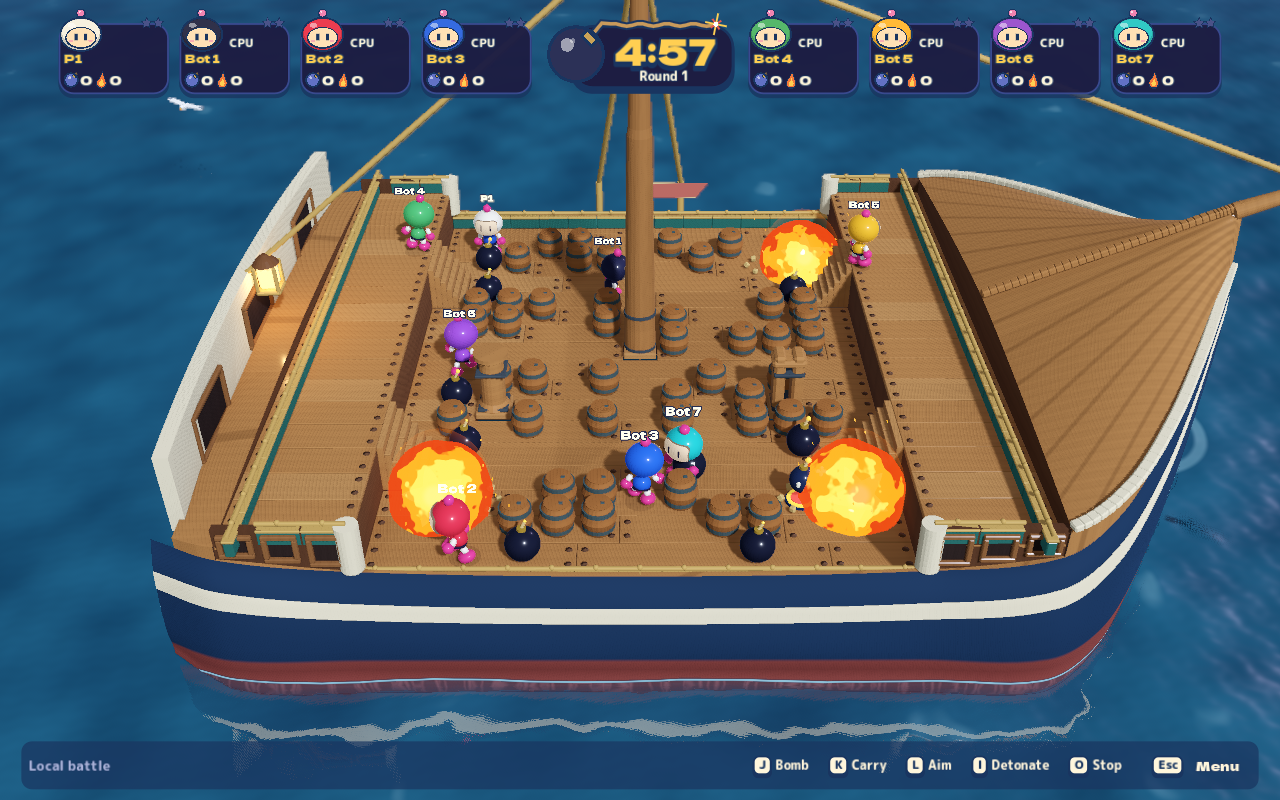 P1
0 0
CPU
Bot 1
0 0
CPU
Bot 2
0 0
CPU
Bot 3
0 0
4:57
Round 1
CPU
Bot 4
0 0
CPU
Bot 5
0 0
CPU
Bot 6
0 0
CPU
Bot 7
0 0
Bot 4
P1
Bot 5
Bot 1
Bot 6
Bot 7
Bot 3
Bot 2
Local battle
J Bomb
K Carry
L Aim
I Detonate
O Stop
Esc Menu